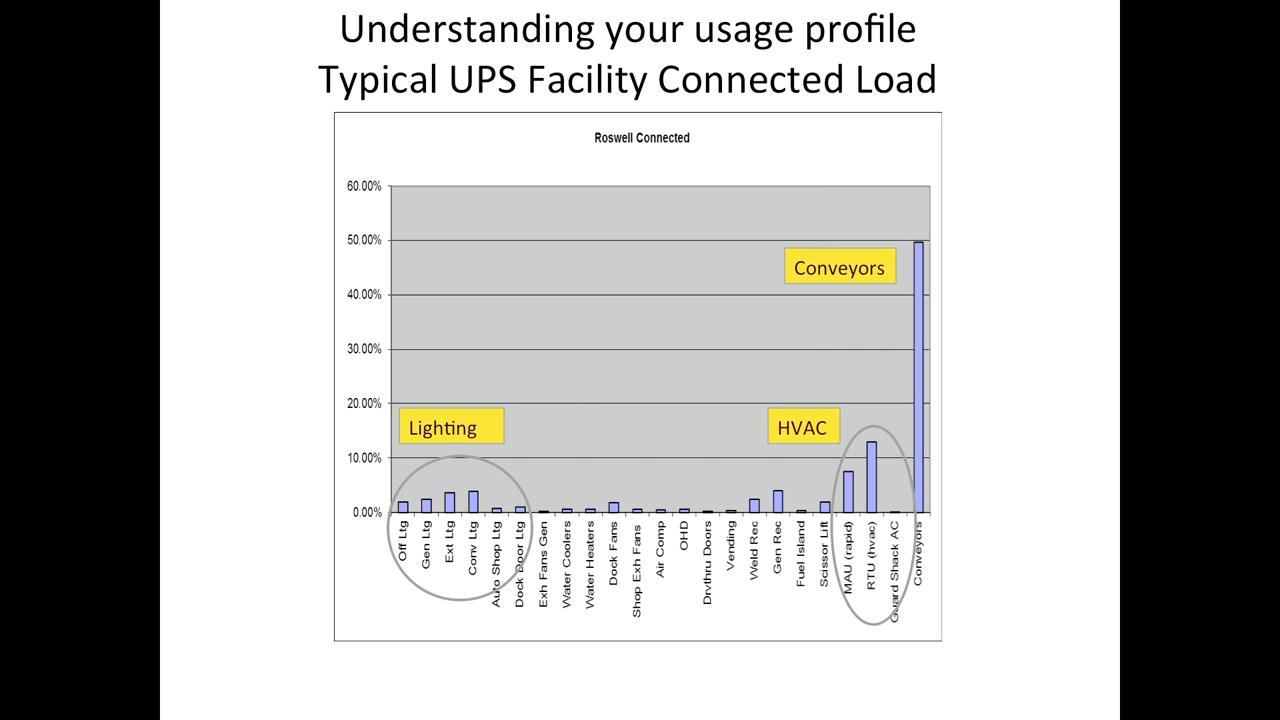 Understanding your usage profile
Typical UPS Facility Connected Load
Roswell Connected
60.00%
50.00%
40.00%
30.00%
20.00%
10.00%
0.00%
Conveyors
Lighting
HVAC
Off Ltg
Gen Ltg
Ext Ltg
Conv Ltg
Auto Shop Ltg
Dock Door Ltg
Exh Fans Gen
Water Coolers
Water Heaters
Dock Fans
Shop Exh Fans
Air Comp
OHD
Drvthru Doors
Vending
Weld Rec
Gen Rec
Fuel Island
Scissor Lift
MAU (rapid)
RTU (hvac)
Guard Shack AC
Conveyors